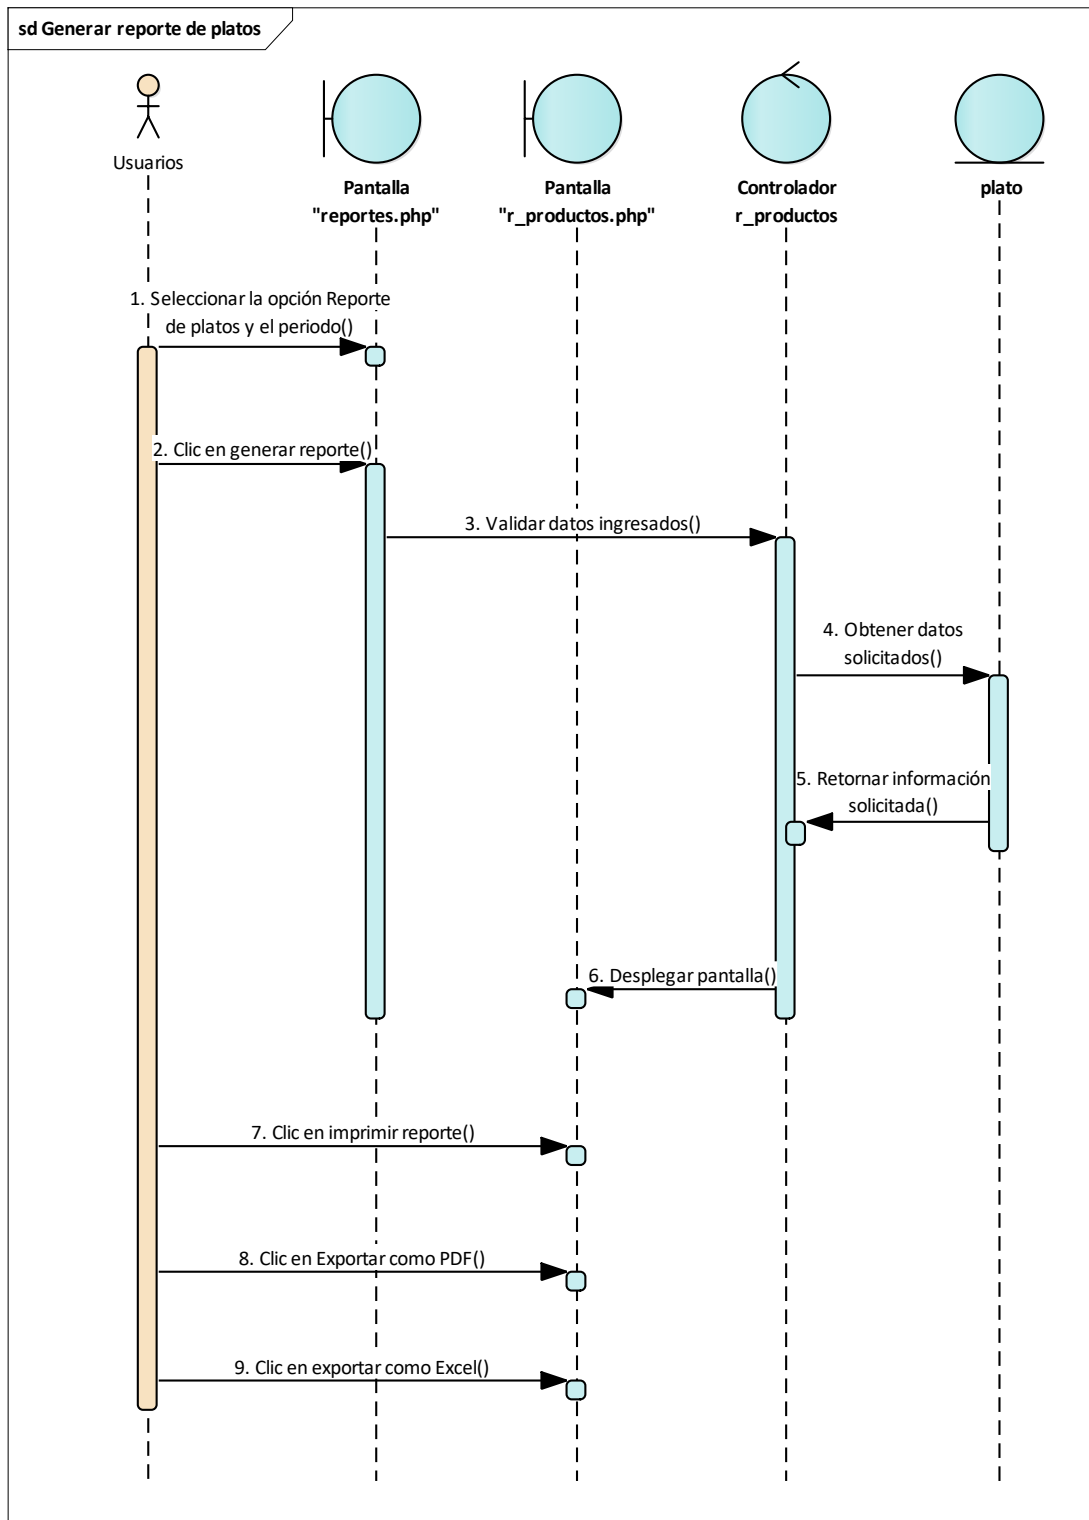 sd Generar reporte de platos
Usuarios
Pantalla
"reportes.php"
Pantalla
"r_productos.php"
Controlador
r_productos
plato
1. Seleccionar la opción Reporte
de platos y el periodo()
2. Clic en generar reporte()
3. Validar datos ingresados()
4. Obtener datos
solicitados()
5. Retornar información
solicitada()
6. Desplegar pantalla()
7. Clic en imprimir reporte()
8. Clic en Exportar como PDF()
9. Clic en exportar como Excel()